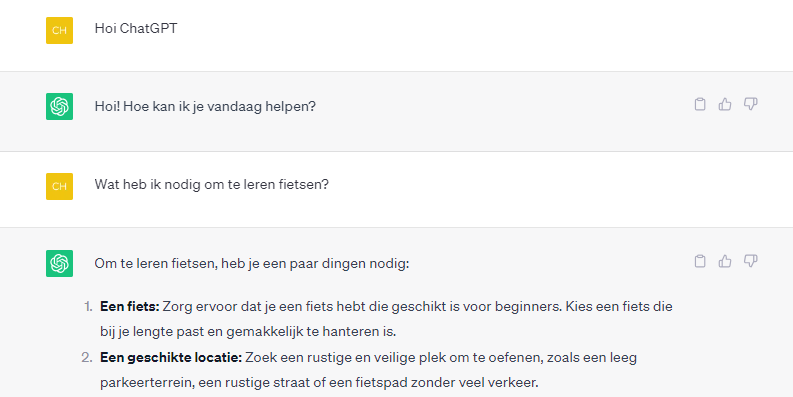 CH
Hoi ChatGPT
Hoi! Hoe kan ik je vandaag helpen?
CH
Wat heb ik nodig om te leren fietsen?
Om te leren fietsen, heb je een paar dingen nodig:
1. Een fiets: Zorg ervoor dat je een fiets hebt die geschikt is voor beginners. Kies een fiets die
bij je lengte past en gemakkelijk te hanteren is.
2. Een geschikte locatie: Zoek een rustige en veilige plek om te oefenen, zoals een leeg
parkeerterrein, een rustige straat of een fietspad zonder veel verkeer.